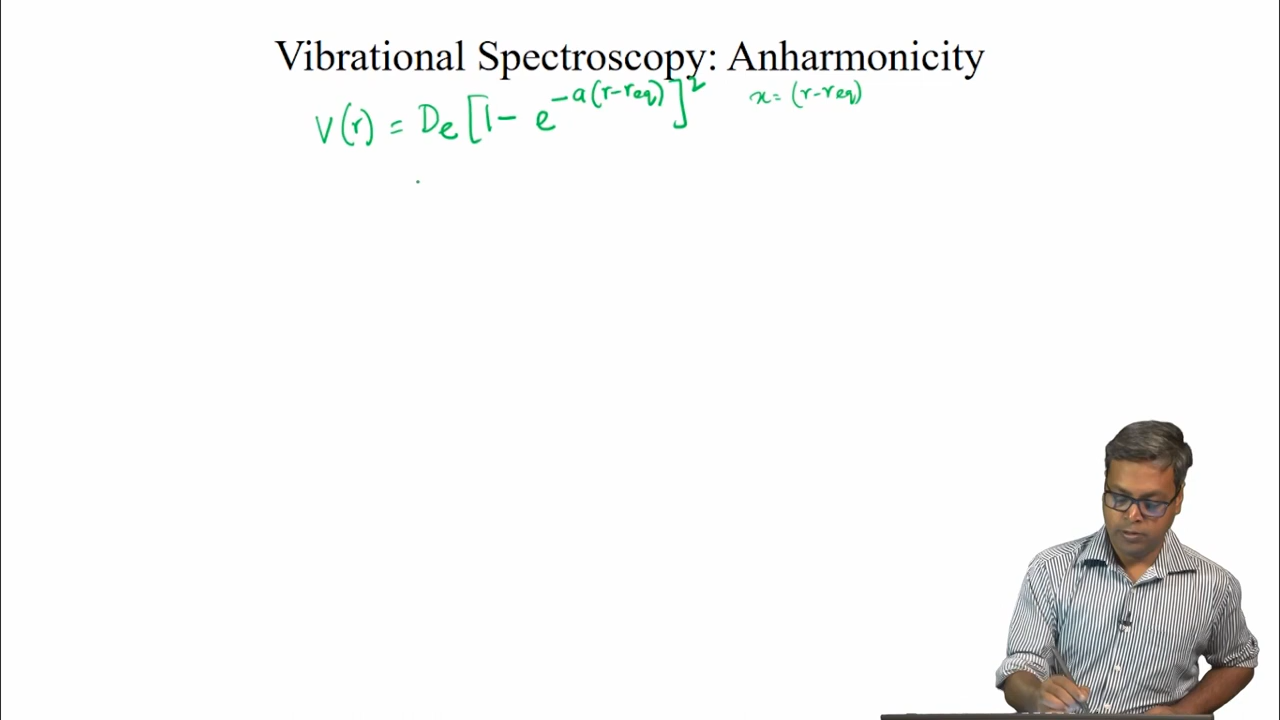 Vibrational Spectroscopy: Anharmonicity
V(r) = De[1 - e^{-a(r-req)}]^2 x = (r-req)